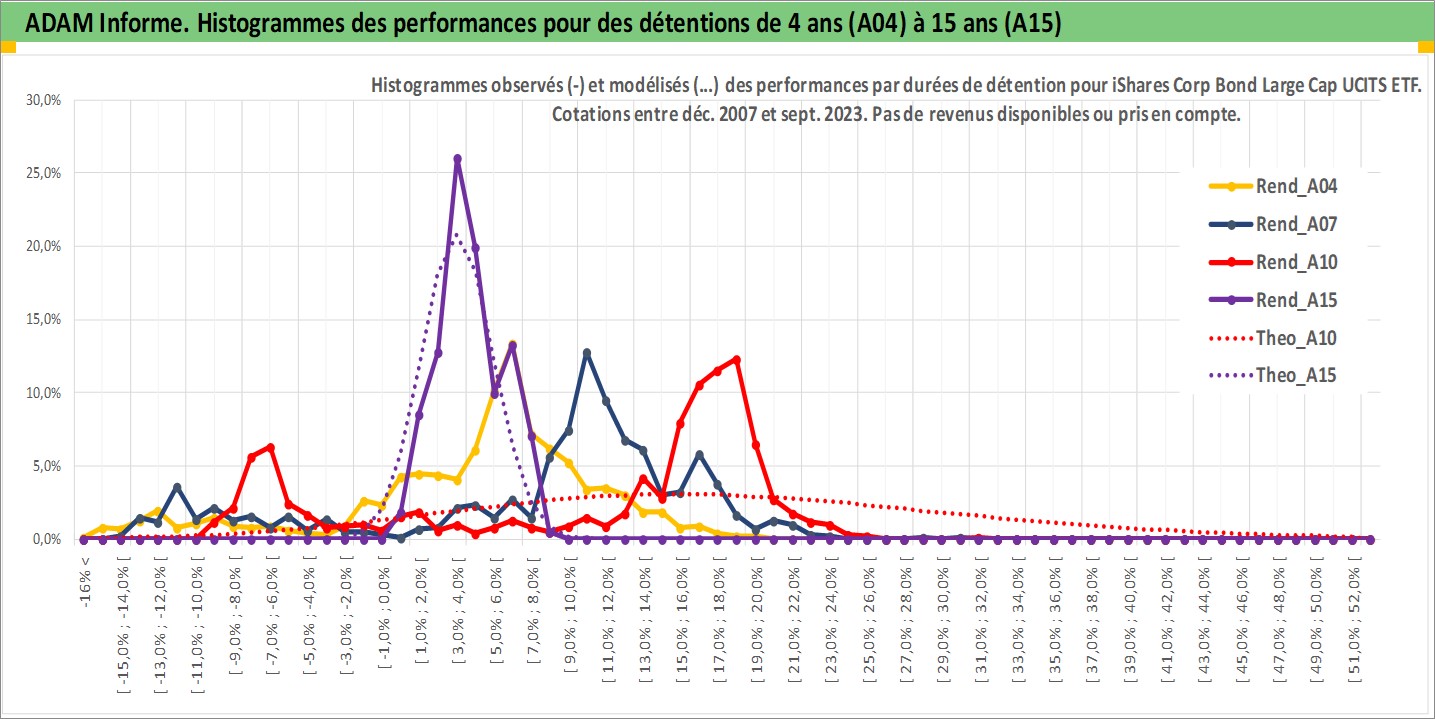 ADAM Informe. Histogrammes des performances pour des détentions de 4 ans (A04) à 15 ans (A15)
Histogrammes observés (-) et modélisés (...) des performances par durées de détention pour iShares Corp Bond Large Cap UCITS ETF.
Cotations entre déc. 2007 et sept. 2023. Pas de revenus disponibles ou pris en compte.
30,0%
25,0%
20,0%
15,0%
10,0%
5,0%
0,0%
Rend_A04
Rend_A07
Rend_A10
Rend_A15
Theo_A10
Theo_A15
-16% <
[ -15,0% ; -14,0% [
[ -13,0% ; -12,0% [
[ -11,0% ; -10,0% [
[ -9,0% ; -8,0% [
[ -7,0% ; -6,0% [
[ -5,0% ; -4,0% [
[ -3,0% ; -2,0% [
[ -1,0% ; 0,0% [
[ 1,0% ; 2,0% [
[ 3,0% ; 4,0% [
[ 5,0% ; 6,0% [
[ 7,0% ; 8,0% [
[ 9,0% ; 10,0% [
[ 11,0% ; 12,0% [
[ 13,0% ; 14,0% [
[ 15,0% ; 16,0% [
[ 17,0% ; 18,0% [
[ 19,0% ; 20,0% [
[ 21,0% ; 22,0% [
[ 23,0% ; 24,0% [
[ 25,0% ; 26,0% [
[ 27,0% ; 28,0% [
[ 29,0% ; 30,0% [
[ 31,0% ; 32,0% [
[ 33,0% ; 34,0% [
[ 35,0% ; 36,0% [
[ 37,0% ; 38,0% [
[ 39,0% ; 40,0% [
[ 41,0% ; 42,0% [
[ 43,0% ; 44,0% [
[ 45,0% ; 46,0% [
[ 47,0% ; 48,0% [
[ 49,0% ; 50,0% [
[ 51,0% ; 52,0% [